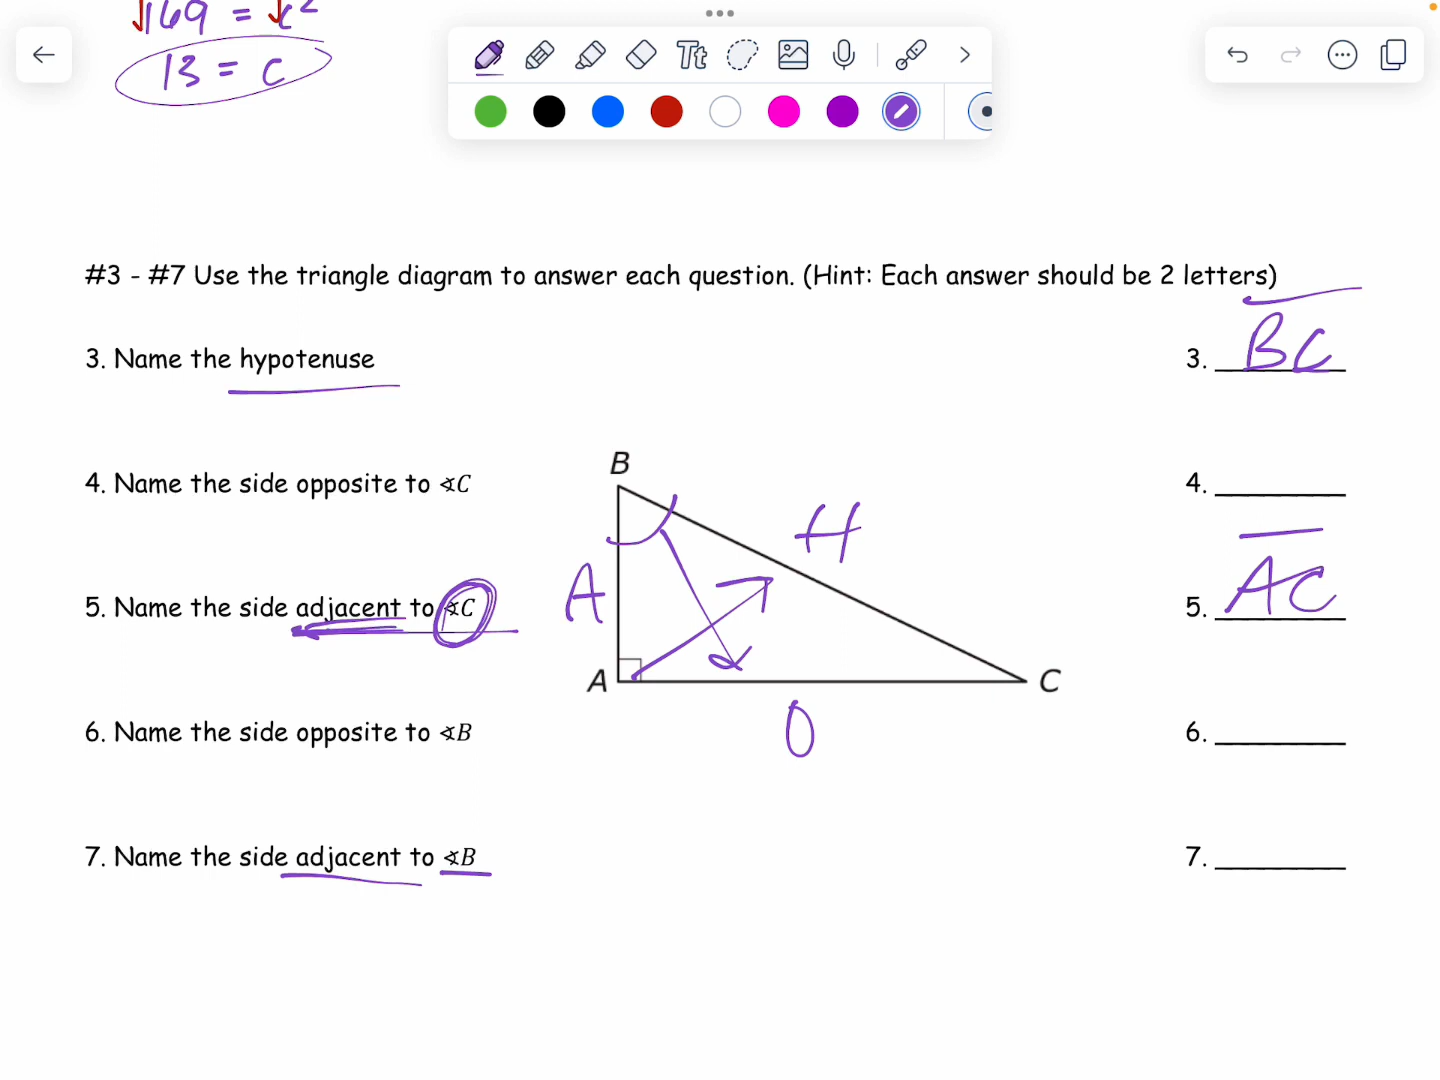 √169 = √c²
13 = c
Tt
#3 - #7 Use the triangle diagram to answer each question. (Hint: Each answer should be 2 letters)
3. Name the hypotenuse
3. BC
4. Name the side opposite to ∢C
4.
5. Name the side adjacent to ∢C
5. AC
6. Name the side opposite to ∢B
6.
7. Name the side adjacent to ∢B
7.
B
H
A
A
C
O